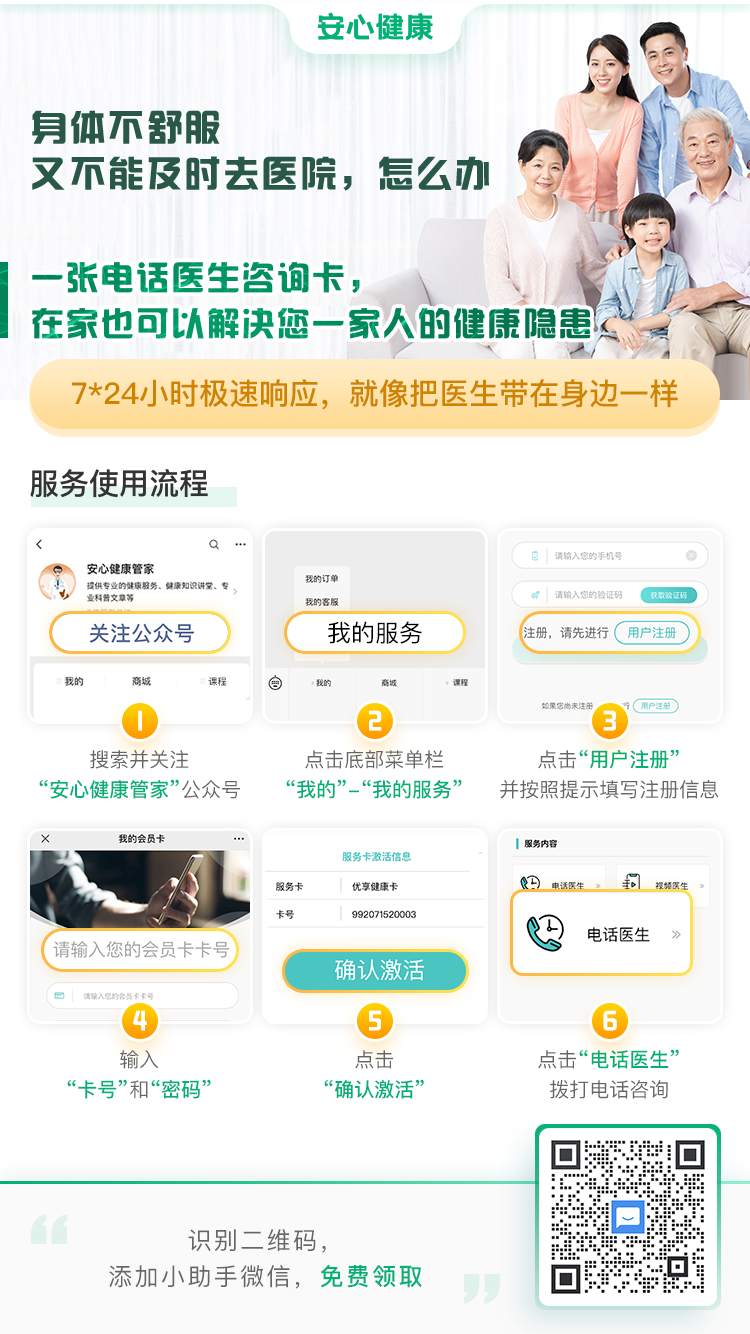 安心健康
身体不舒服
又不能及时去医院，怎么办
一张电话医生咨询卡，
在家也可以解决您一家人的健康隐患
7*24小时极速响应，就像把医生带在身边一样
服务使用流程
安心健康管家
提供专业的健康服务、健康知识讲堂、专
业科普文章等
关注公众号
我的 商城 课程
1
搜索并关注
“安心健康管家”公众号
我的订单
我的客服
我的服务
我的 商城 课程
2
点击底部菜单栏
“我的”-“我的服务”
请输入您的手机号
请输入您的验证码 获取验证码
注册，请先进行 用户注册
如果您尚未注册 行 用户注册
3
点击“用户注册”
并按照提示填写注册信息
我的会员卡
请输入您的会员卡卡号
请输入您的会员卡卡号
4
输入
“卡号”和“密码”
服务卡激活信息
服务卡 优享健康卡
卡号 992071520003
确认激活
5
点击
“确认激活”
服务内容
电话医生 » 视频医生 »
电话医生 »
6
点击“电话医生”
拨打电话咨询
识别二维码，
添加小助手微信，免费领取